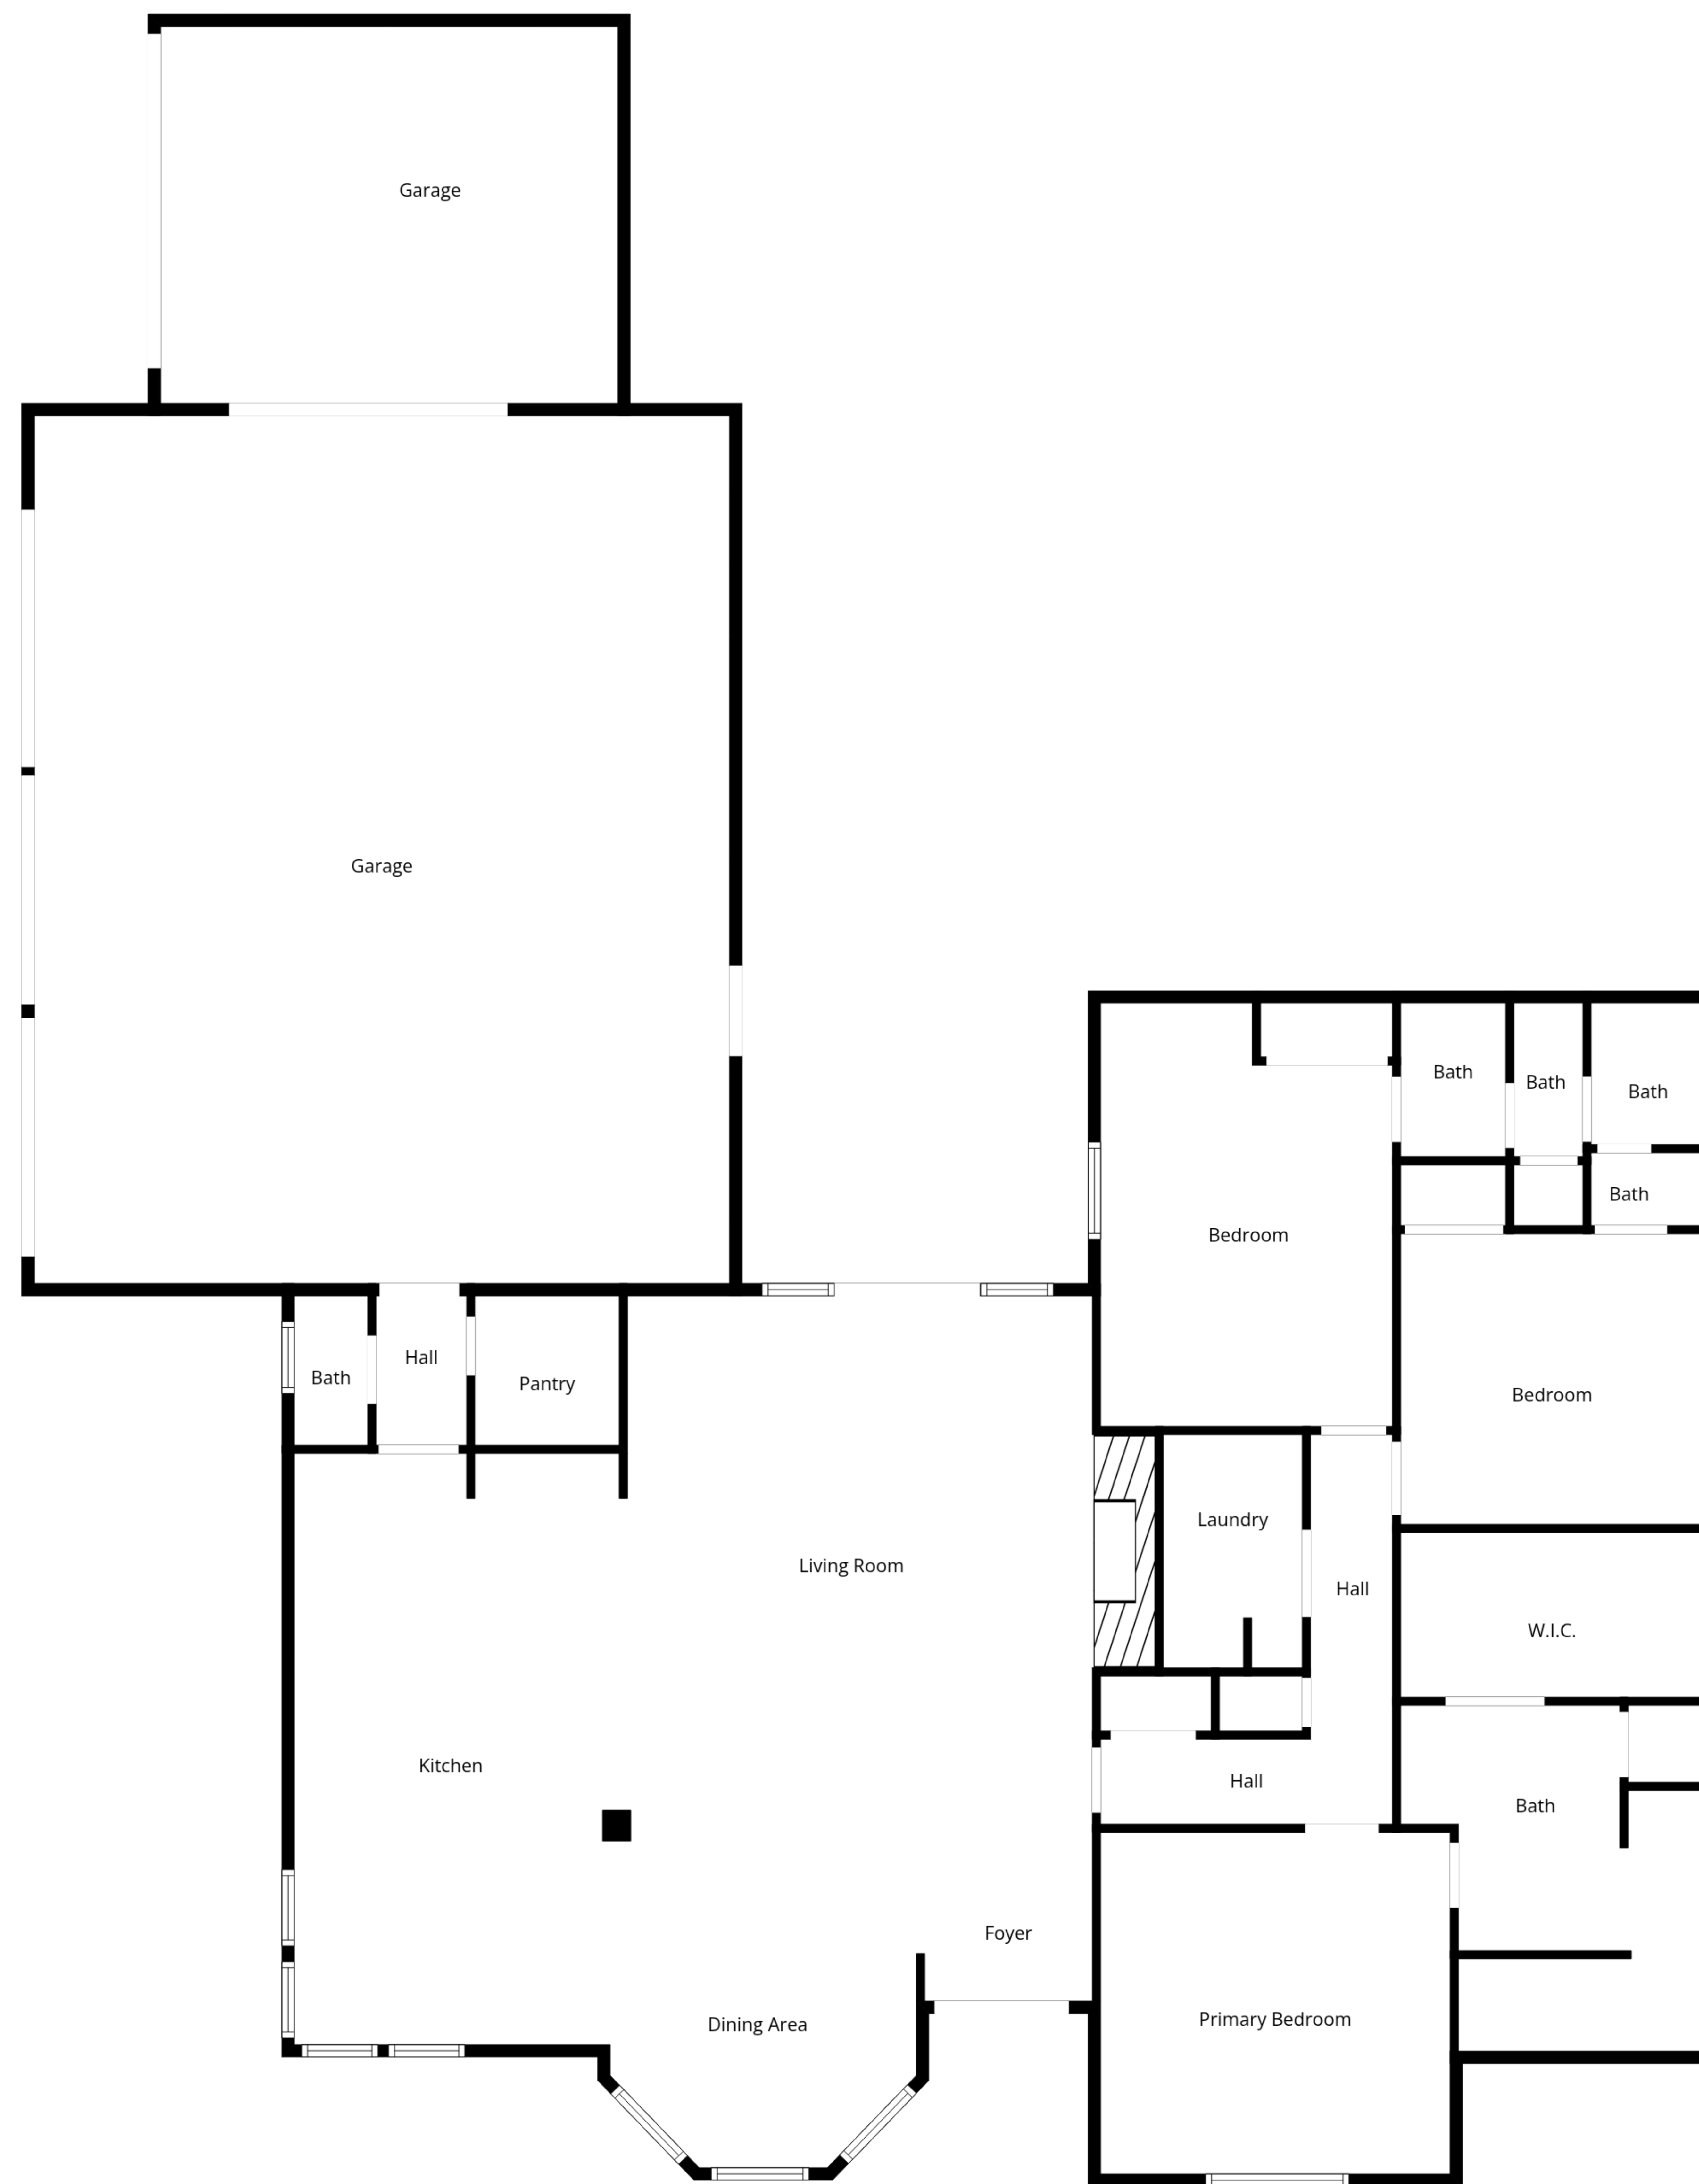 Garage
Garage
Bath
Bath
Bath
Bath
Bedroom
Hall
Bath
Pantry
Bedroom
Laundry
Living Room
Hall
W.I.C.
Kitchen
Hall
Bath
Foyer
Primary Bedroom
Dining Area